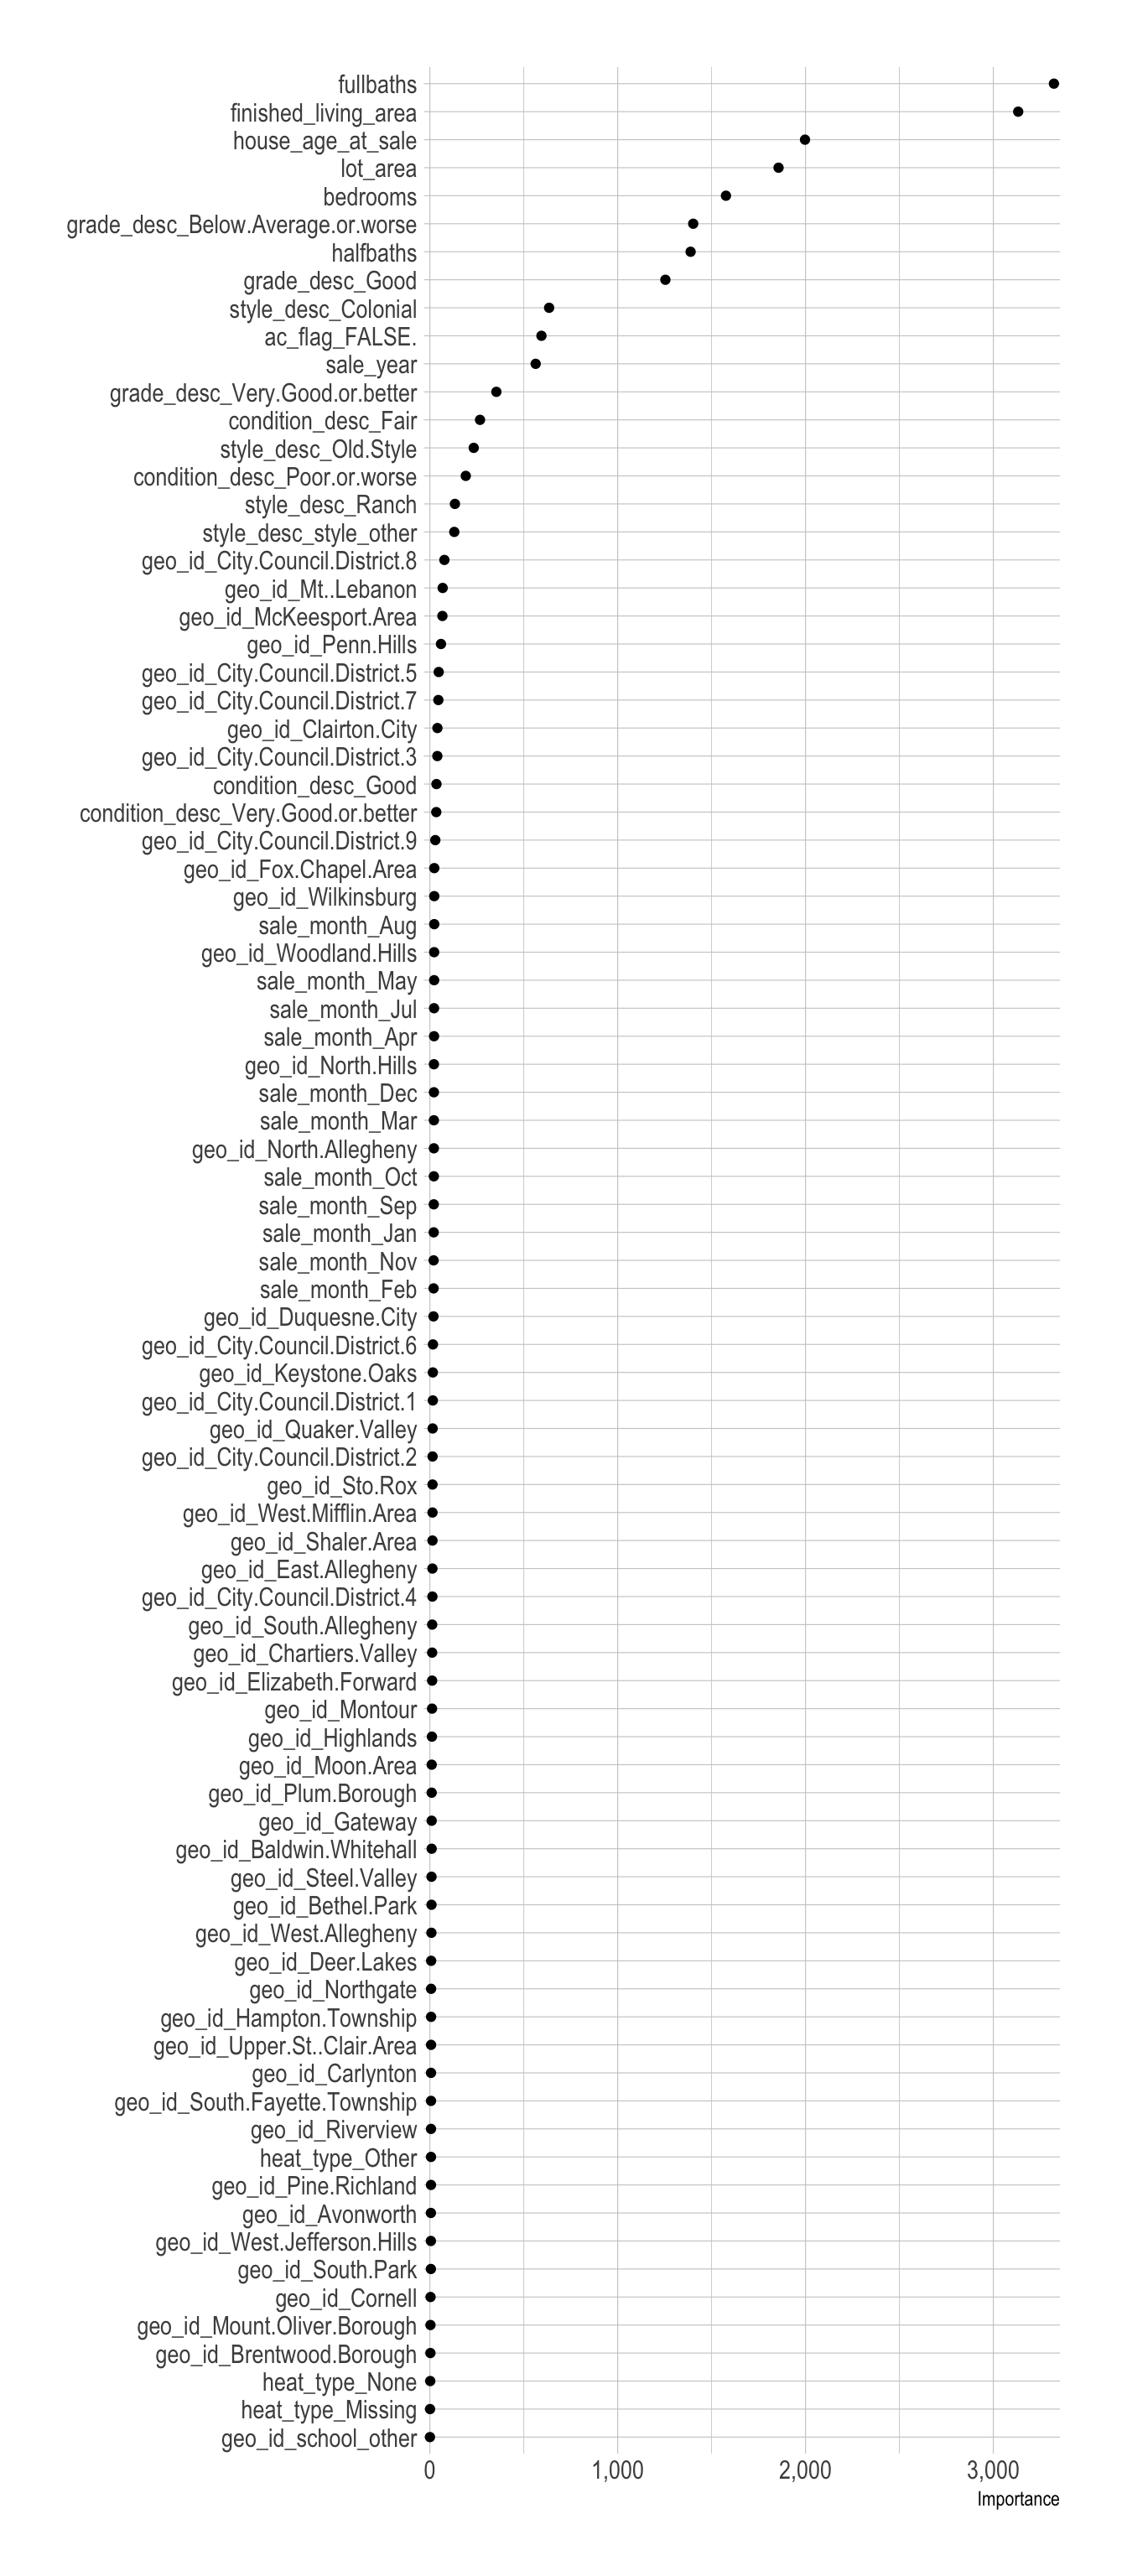 fullbaths
finished_living_area
house_age_at_sale
lot_area
bedrooms
grade_desc_Below.Average.or.worse
halfbaths
grade_desc_Good
style_desc_Colonial
ac_flag_FALSE.
sale_year
grade_desc_Very.Good.or.better
condition_desc_Fair
style_desc_Old.Style
condition_desc_Poor.or.worse
style_desc_Ranch
style_desc_style_other
geo_id_City.Council.District.8
geo_id_Mt..Lebanon
geo_id_McKeesport.Area
geo_id_Penn.Hills
geo_id_City.Council.District.5
geo_id_City.Council.District.7
geo_id_Clairton.City
geo_id_City.Council.District.3
condition_desc_Good
condition_desc_Very.Good.or.better
geo_id_City.Council.District.9
geo_id_Fox.Chapel.Area
geo_id_Wilkinsburg
sale_month_Aug
geo_id_Woodland.Hills
sale_month_May
sale_month_Jul
sale_month_Apr
geo_id_North.Hills
sale_month_Dec
sale_month_Mar
geo_id_North.Allegheny
sale_month_Oct
sale_month_Sep
sale_month_Jan
sale_month_Nov
sale_month_Feb
geo_id_Duquesne.City
geo_id_City.Council.District.6
geo_id_Keystone.Oaks
geo_id_City.Council.District.1
geo_id_Quaker.Valley
geo_id_City.Council.District.2
geo_id_Sto.Rox
geo_id_West.Mifflin.Area
geo_id_Shaler.Area
geo_id_East.Allegheny
geo_id_City.Council.District.4
geo_id_South.Allegheny
geo_id_Chartiers.Valley
geo_id_Elizabeth.Forward
geo_id_Montour
geo_id_Highlands
geo_id_Moon.Area
geo_id_Plum.Borough
geo_id_Gateway
geo_id_Baldwin.Whitehall
geo_id_Steel.Valley
geo_id_Bethel.Park
geo_id_West.Allegheny
geo_id_Deer.Lakes
geo_id_Northgate
geo_id_Hampton.Township
geo_id_Upper.St..Clair.Area
geo_id_Carlynton
geo_id_South.Fayette.Township
geo_id_Riverview
heat_type_Other
geo_id_Pine.Richland
geo_id_Avonworth
geo_id_West.Jefferson.Hills
geo_id_South.Park
geo_id_Cornell
geo_id_Mount.Oliver.Borough
geo_id_Brentwood.Borough
heat_type_None
heat_type_Missing
geo_id_school_other
0 1,000 2,000 3,000
Importance